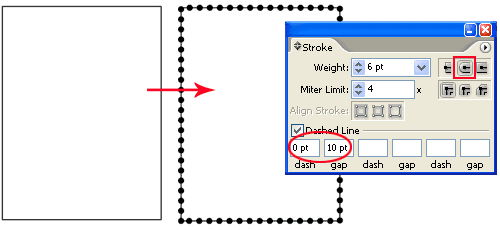 Stroke
Weight: 6 pt
Miter Limit: 4 x
Align Stroke:
Dashed Line
0 pt 10 pt
dash gap dash gap dash gap